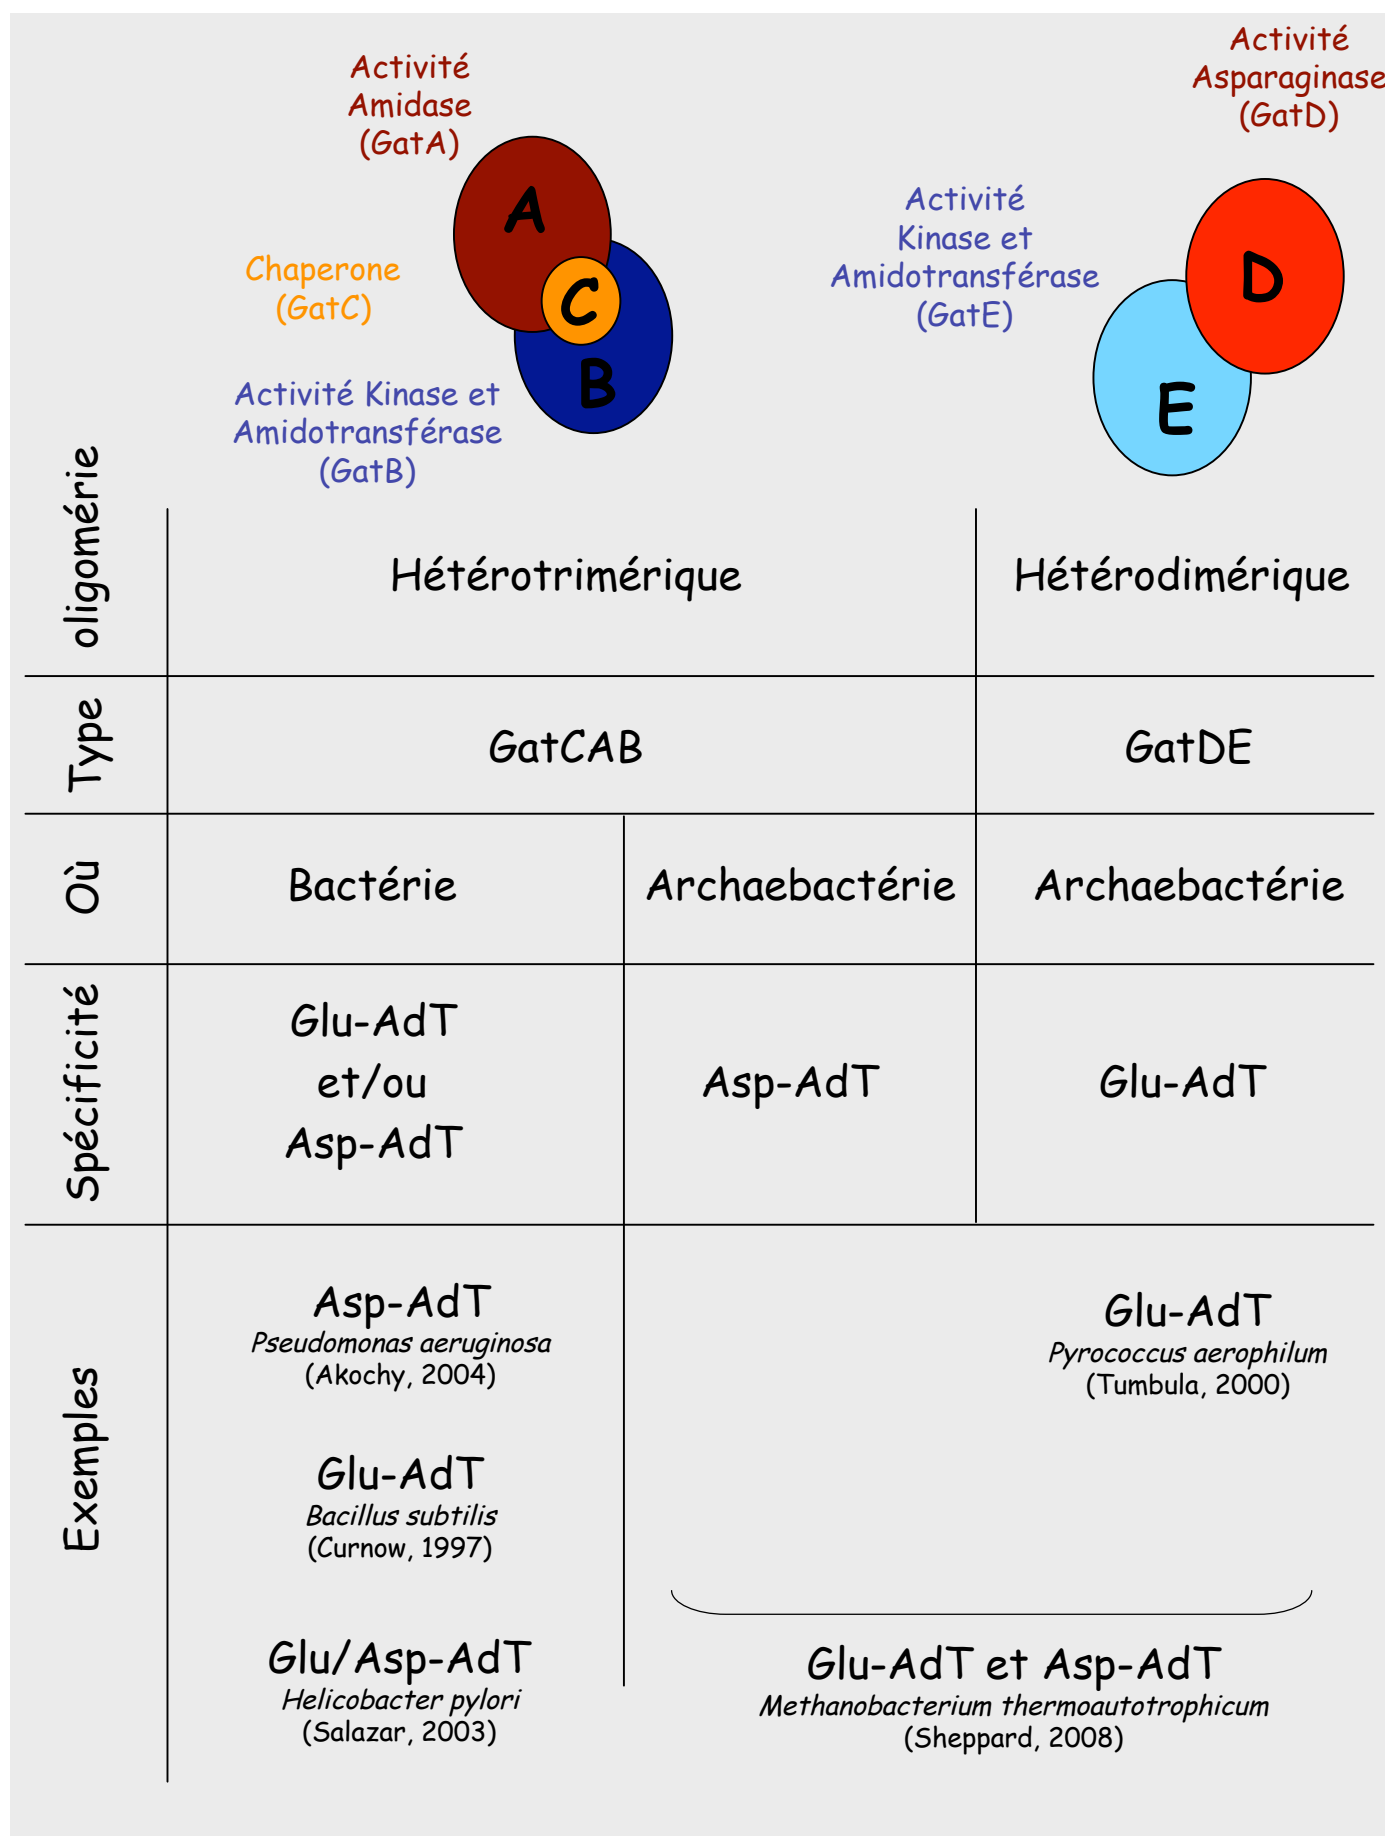 Activité
Amidase
(GatA)
A
Chaperone
(GatC)
C
Activité Kinase et
Amidotransférase
(GatB)
B
Activité
Asparaginase
(GatD)
D
Activité
Kinase et
Amidotransférase
(GatE)
E
oligomérie
Hétérotrimérique
Hétérodimérique
Type
GatCAB
GatDE
Où
Bactérie
Archaebactérie
Archaebactérie
Spécificité
Glu-AdT
et/ou
Asp-AdT
Asp-AdT
Glu-AdT
Exemples
Asp-AdT
Pseudomonas aeruginosa
(Akochy, 2004)
Glu-AdT
Bacillus subtilis
(Curnow, 1997)
Glu/Asp-AdT
Helicobacter pylori
(Salazar, 2003)
Glu-AdT
Pyrococcus aerophilum
(Tumbula, 2000)
Glu-AdT et Asp-AdT
Methanobacterium thermoautotrophicum
(Sheppard, 2008)